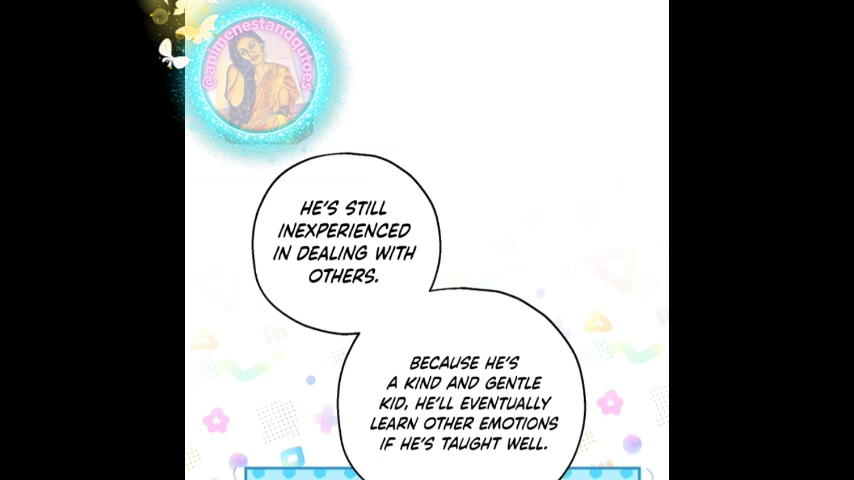 @animenestandqutoes
HE'S STILL
INEXPERIENCED
IN DEALING WITH
OTHERS.
BECAUSE HE'S
A KIND AND GENTLE
KID, HE'LL EVENTUALLY
LEARN OTHER EMOTIONS
IF HE'S TAUGHT WELL.